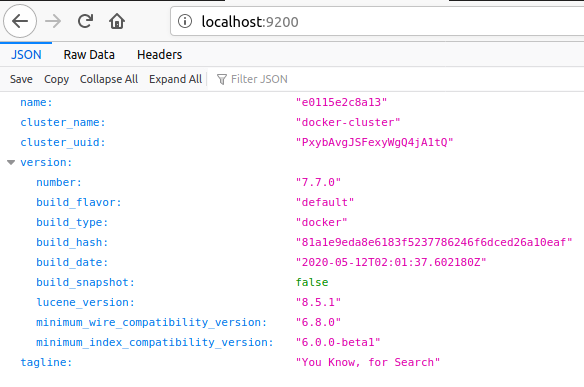 localhost:9200
JSON Raw Data Headers
Save Copy Collapse All Expand All Filter JSON
name: "e0115e2c8a13"
cluster_name: "docker-cluster"
cluster_uuid: "PxybAvgJSFexyWgQ4jA1tQ"
version:
number: "7.7.0"
build_flavor: "default"
build_type: "docker"
build_hash: "81a1e9eda8e6183f5237786246f6dced26a10eaf"
build_date: "2020-05-12T02:01:37.602180Z"
build_snapshot: false
lucene_version: "8.5.1"
minimum_wire_compatibility_version: "6.8.0"
minimum_index_compatibility_version: "6.0.0-beta1"
tagline: "You Know, for Search"